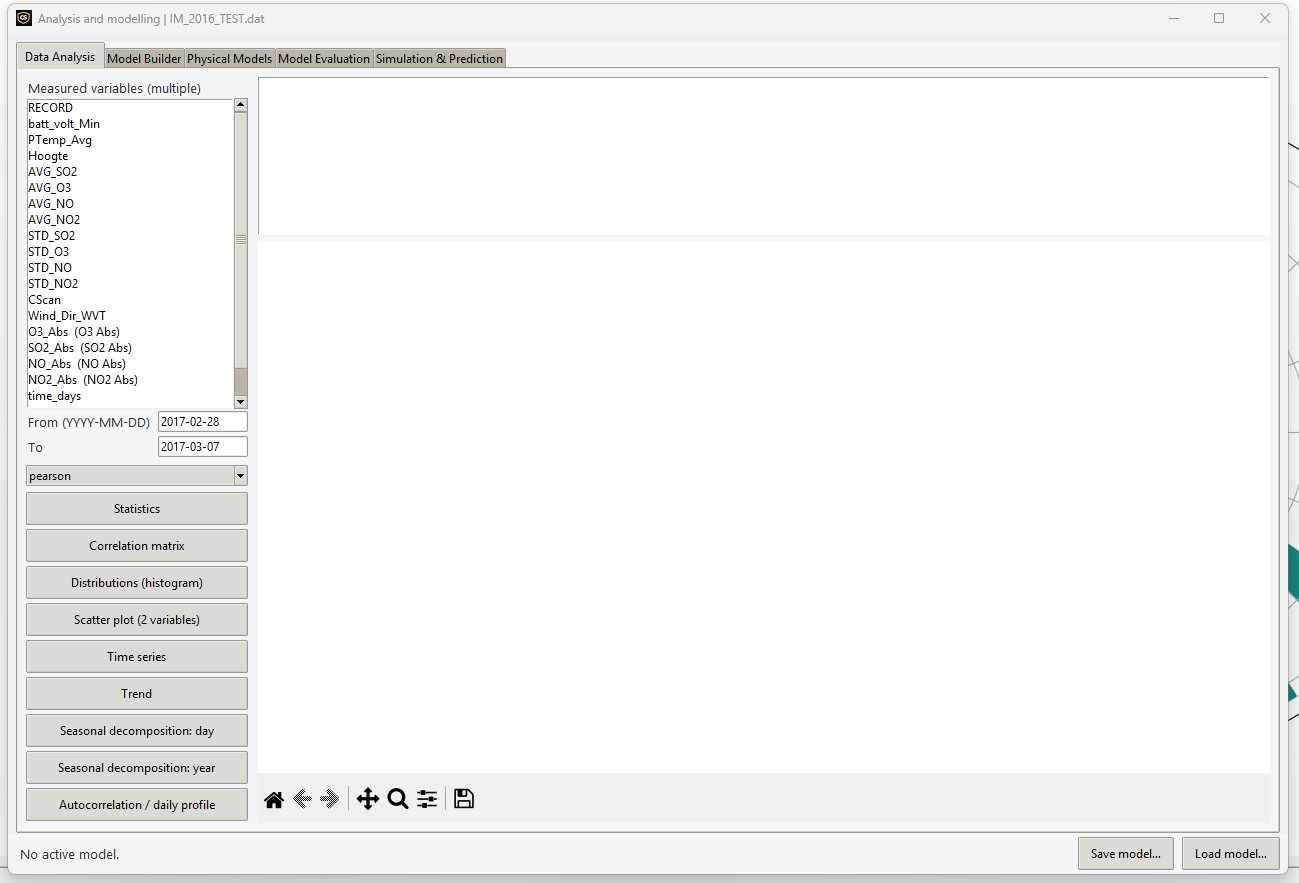 CS Analysis and modelling | IM_2016_TEST.dat
Data Analysis Model Builder Physical Models Model Evaluation Simulation & Prediction
Measured variables (multiple)
RECORD
batt_volt_Min
PTemp_Avg
Hoogte
AVG_SO2
AVG_O3
AVG_NO
AVG_NO2
STD_SO2
STD_O3
STD_NO
STD_NO2
CScan
Wind_Dir_WVT
O3_Abs (O3 Abs)
SO2_Abs (SO2 Abs)
NO_Abs (NO Abs)
NO2_Abs (NO2 Abs)
time_days
From (YYYY-MM-DD) 2017-02-28
To 2017-03-07
pearson
Statistics
Correlation matrix
Distributions (histogram)
Scatter plot (2 variables)
Time series
Trend
Seasonal decomposition: day
Seasonal decomposition: year
Autocorrelation / daily profile
No active model. Save model... Load model...